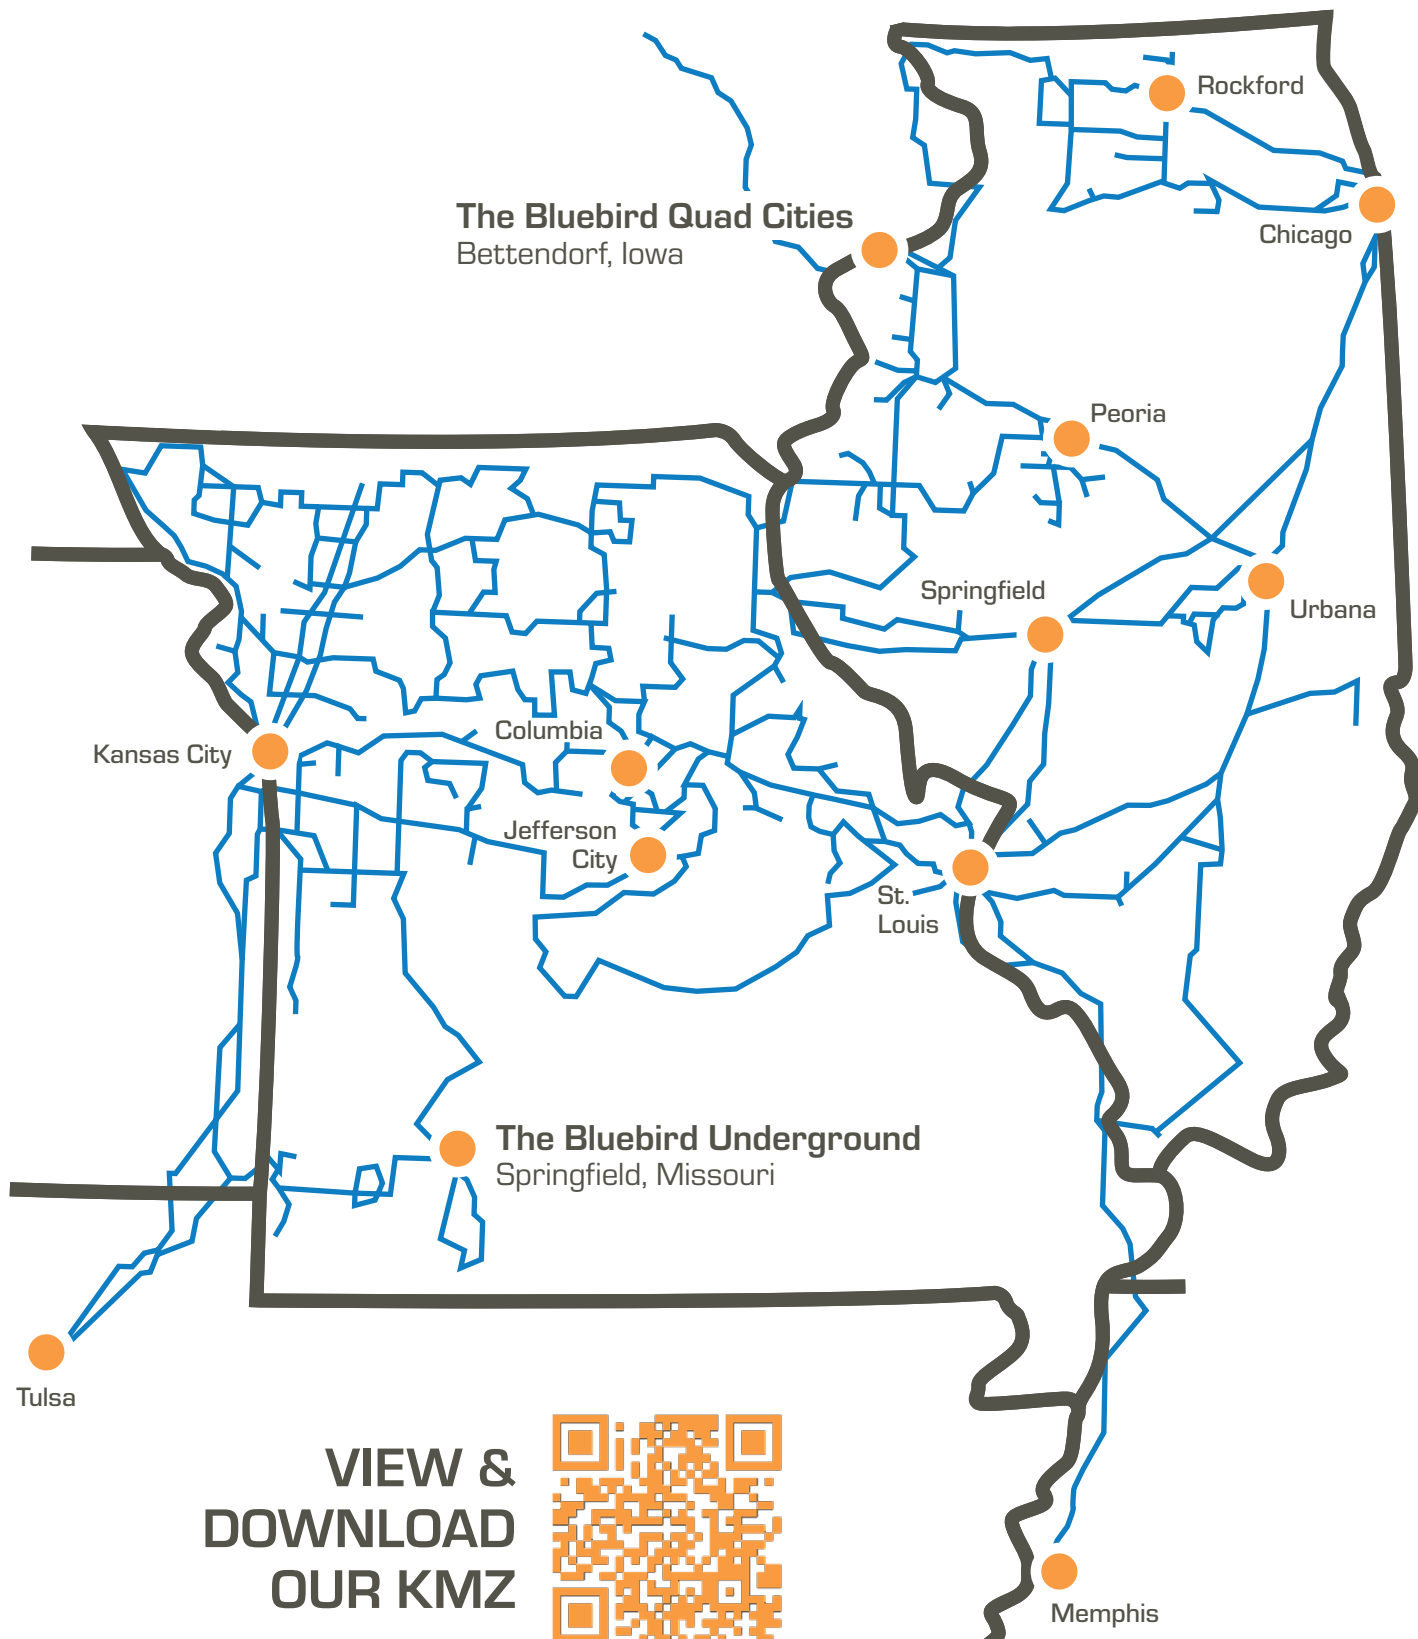 Rockford
The Bluebird Quad Cities
Bettendorf, Iowa
Chicago
Peoria
Springfield
Urbana
Columbia
Kansas City
Jefferson
City
St.
Louis
The Bluebird Underground
Springfield, Missouri
Tulsa
VIEW &
DOWNLOAD
OUR KMZ
Memphis